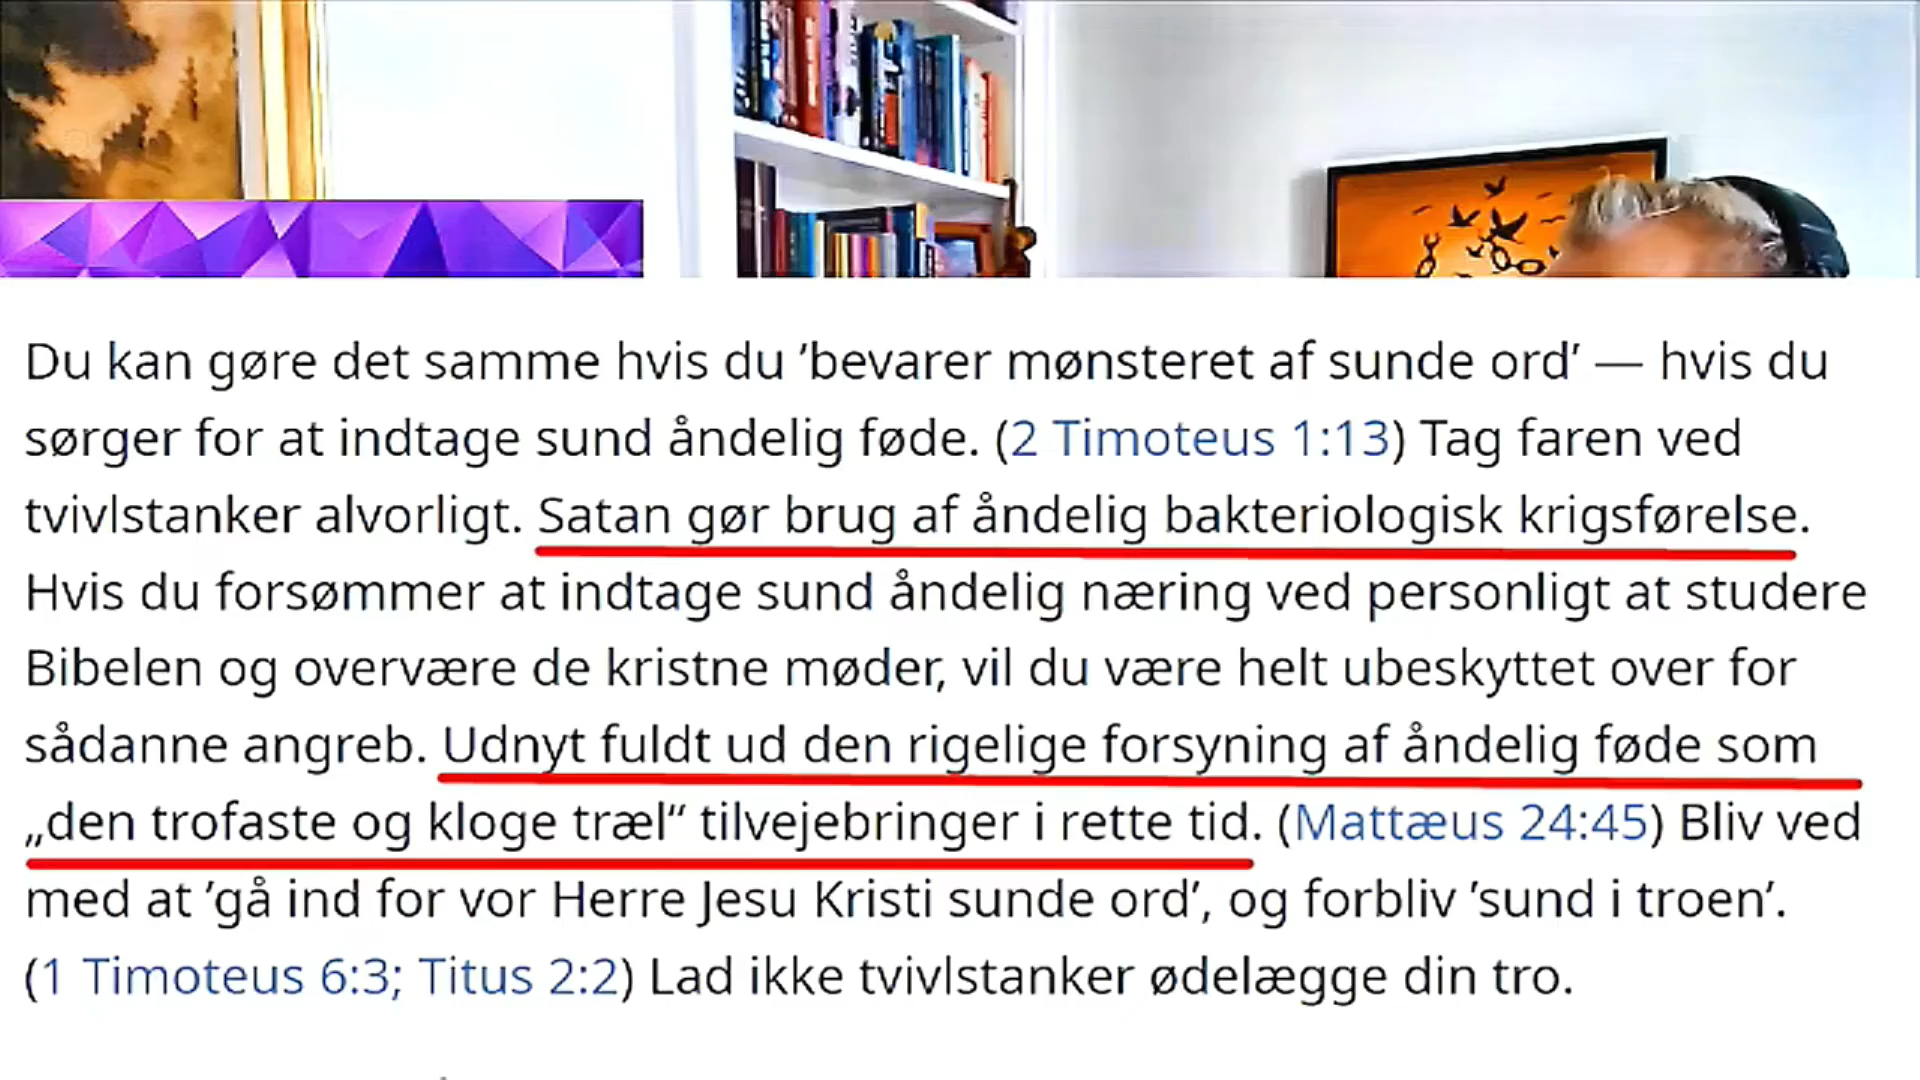 Du kan gøre det samme hvis du ’bevarer mønsteret af sunde ord’ — hvis du
sørger for at indtage sund åndelig føde. (2 Timoteus 1:13) Tag faren ved
tvivlstanker alvorligt. Satan gør brug af åndelig bakteriologisk krigsførelse.
Hvis du forsømmer at indtage sund åndelig næring ved personligt at studere
Bibelen og overvære de kristne møder, vil du være helt ubeskyttet over for
sådanne angreb. Udnyt fuldt ud den rigelige forsyning af åndelig føde som
„den trofaste og kloge træl“ tilvejebringer i rette tid. (Mattæus 24:45) Bliv ved
med at ’gå ind for vor Herre Jesu Kristi sunde ord’, og forbliv ’sund i troen’.
(1 Timoteus 6:3; Titus 2:2) Lad ikke tvivlstanker ødelægge din tro.